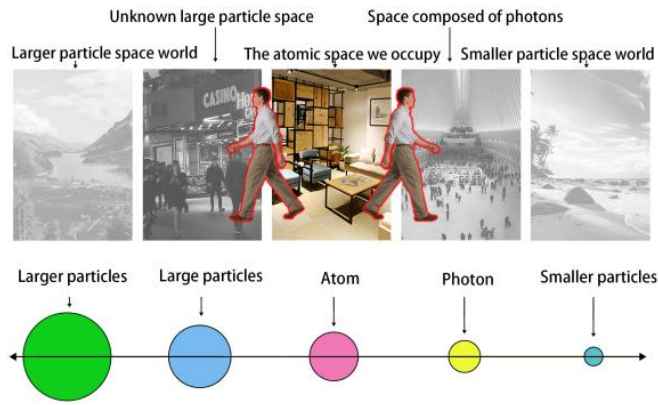 Unknown large particle space
Space composed of photons
Larger particle space world
The atomic space we occupy
Smaller particle space world
CASINO
Larger particles
Large particles
Atom
Photon
Smaller particles